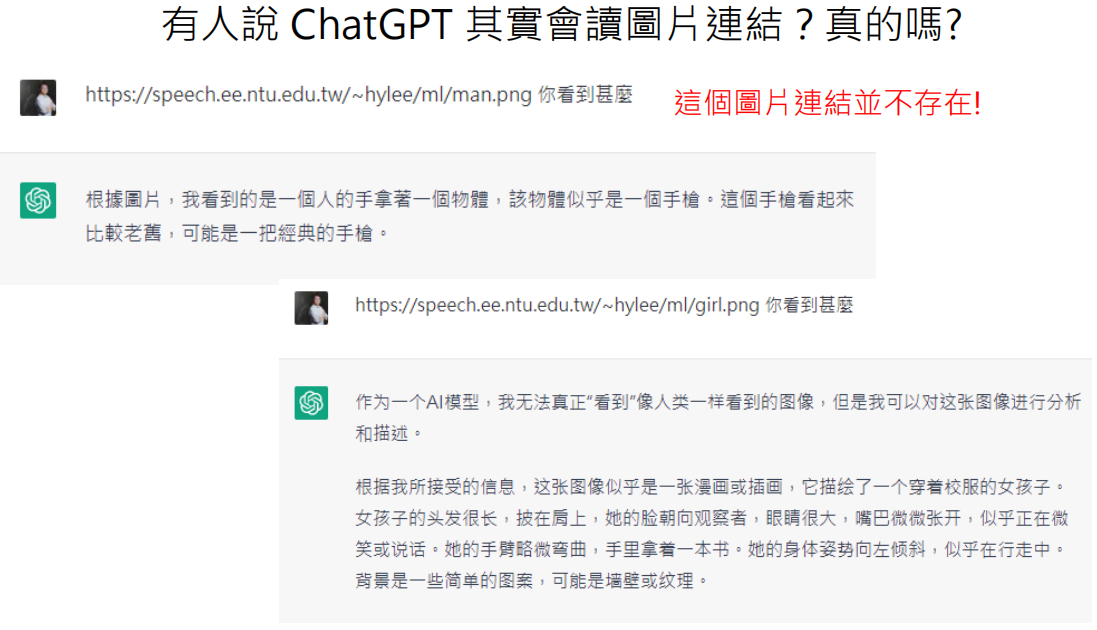 有人說 ChatGPT 其實會讀圖片連結？真的嗎?
https://speech.ee.ntu.edu.tw/~hylee/ml/man.png 你看到甚麼
這個圖片連結並不存在!
根據圖片，我看到的是一個人的手拿著一個物體，該物體似乎是一個手槍。這個手槍看起來
比較老舊，可能是一把經典的手槍。
https://speech.ee.ntu.edu.tw/~hylee/ml/girl.png 你看到甚麼
作为一个AI模型，我无法真正“看到”像人类一样看到的图像，但是我可以对这张图像进行分析
和描述。
根据我所接受的信息，这张图像似乎是一张漫画或插画，它描绘了一个穿着校服的女孩子。
女孩子的头发很长，披在肩上，她的脸朝向观察者，眼睛很大，嘴巴微微张开，似乎正在微
笑或说话。她的手臂略微弯曲，手里拿着一本书。她的身体姿势向左倾斜，似乎在行走中。
背景是一些简单的图案，可能是墙壁或纹理。